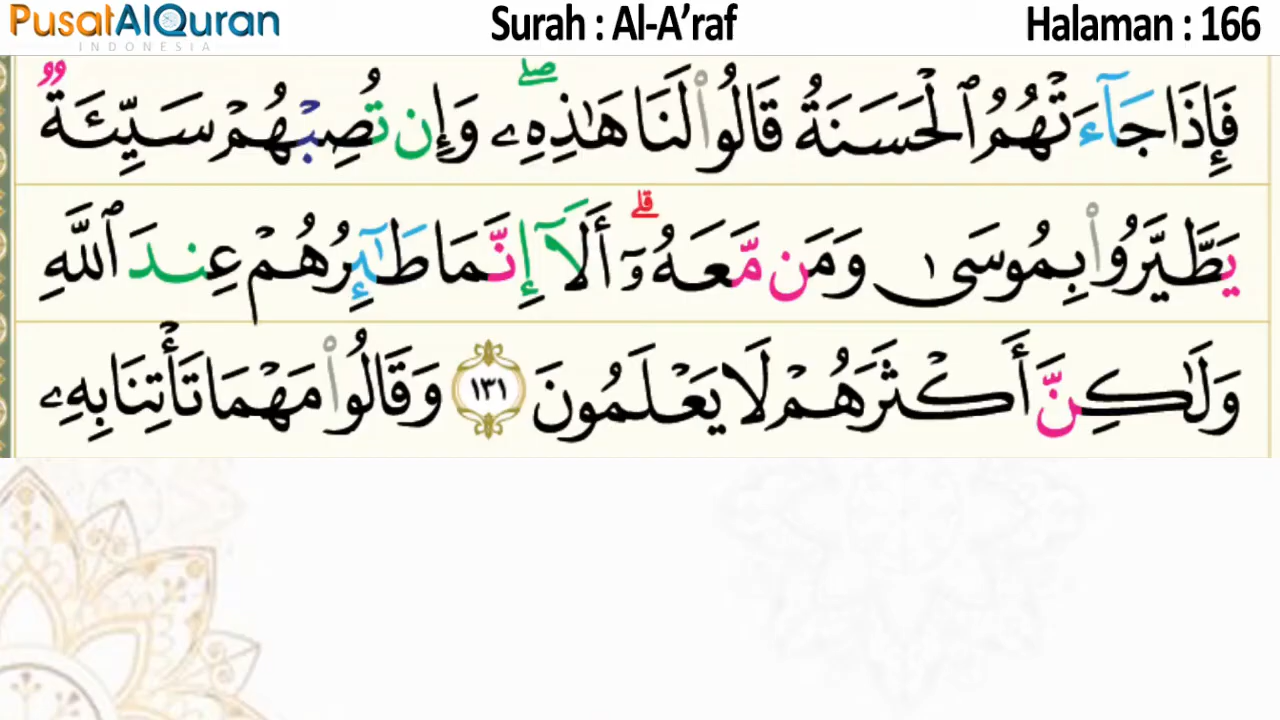 PusatAlQuran
INDONESIA
Surah : Al-A’raf
Halaman : 166
فَإِذَا جَآءَتْهُمُ ٱلْحَسَنَةُ قَالُوا۟ لَنَا هَـٰذِهِۦ ۖ وَإِن تُصِبْهُمْ سَيِّئَةٌ
يَطَّيَّرُوا۟ بِمُوسَىٰ وَمَن مَّعَهُۥٓ ۗ أَلَآ إِنَّمَا طَـٰٓئِرُهُمْ عِندَ ٱللَّهِ
وَلَـٰكِنَّ أَكْثَرَهُمْ لَا يَعْلَمُونَ ١٣١ وَقَالُوا۟ مَهْمَا تَأْتِنَا بِهِۦ